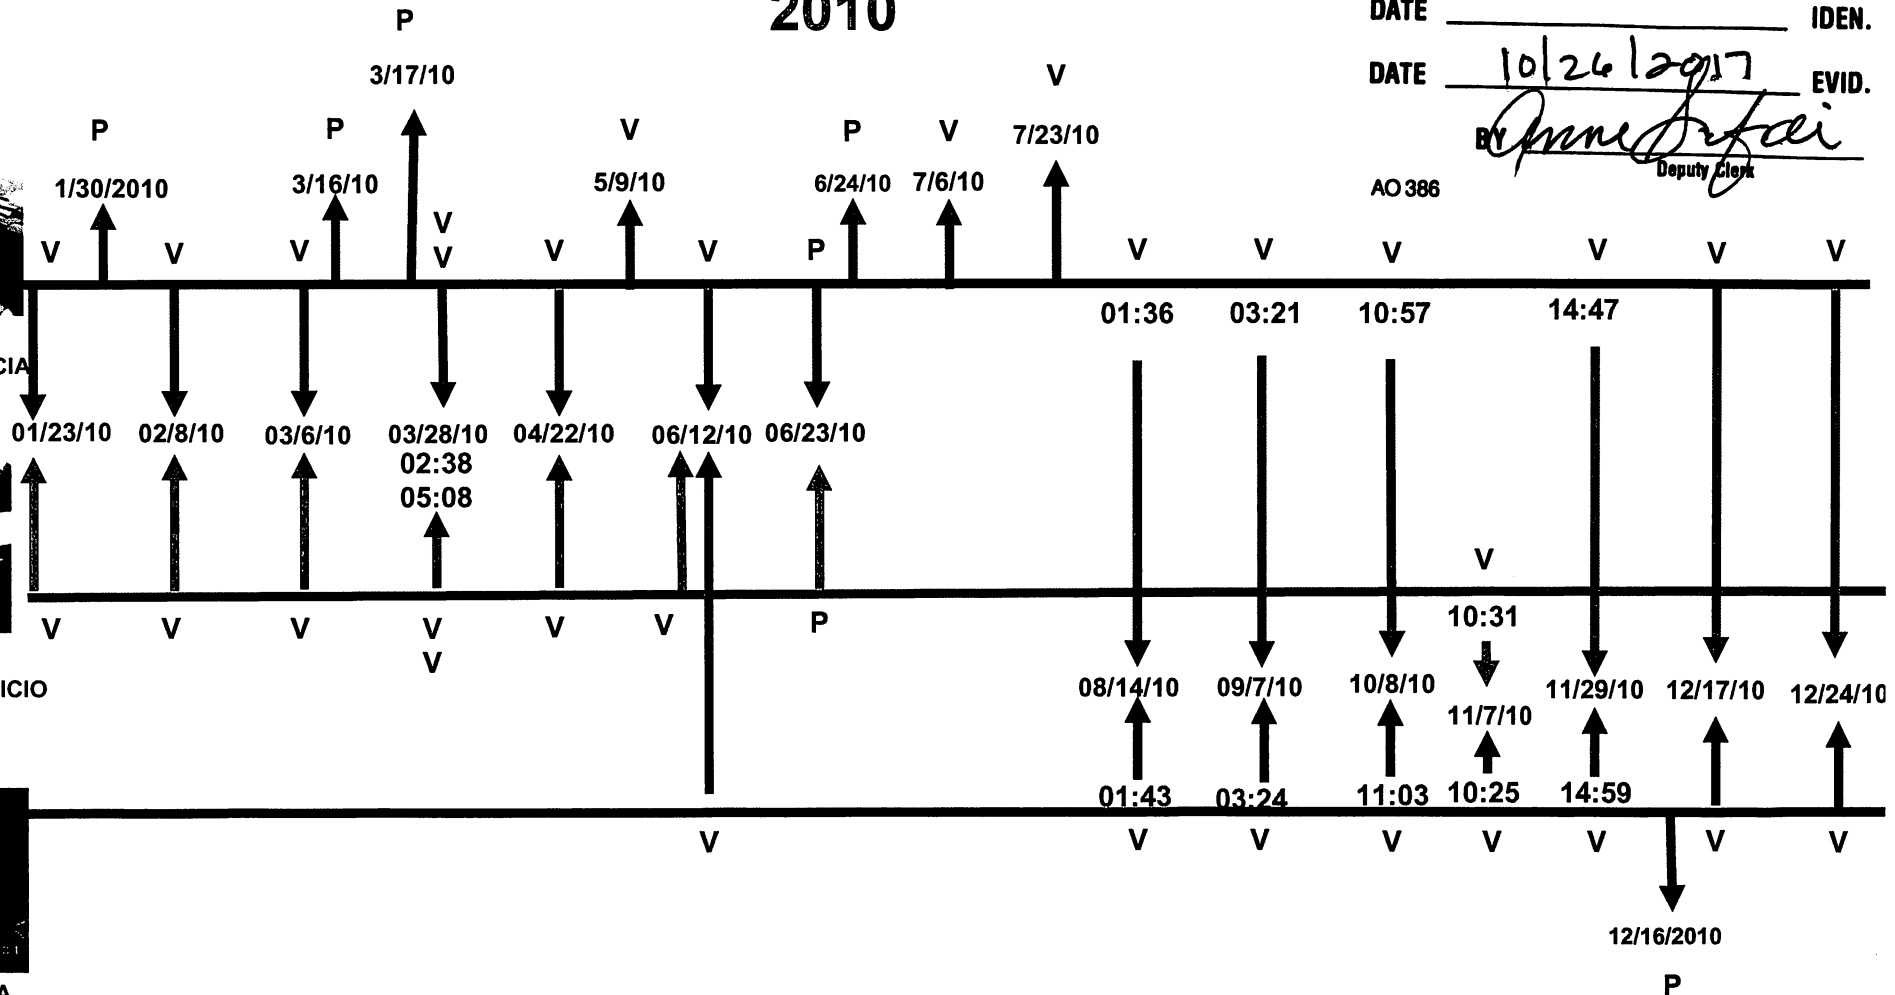 2010
DATE IDEN.
DATE 10/26/2017 EVID.
BY
Deputy Clerk
AO 386
P
3/17/10
V
P P V P V 7/23/10
1/30/2010 3/16/10 5/9/10 6/24/10 7/6/10
V
V V V V V V P V V V V V V
01:36 03:21 10:57 14:47
CIA
01/23/10 02/8/10 03/6/10 03/28/10 04/22/10 06/12/10 06/23/10
02:38
05:08
V
V V V V V V P 10:31
V
ICIO 08/14/10 09/7/10 10/8/10 11/29/10 12/17/10 12/24/10
11/7/10
01:43 03:24 11:03 10:25 14:59
V V V V V V V V
12/16/2010
P